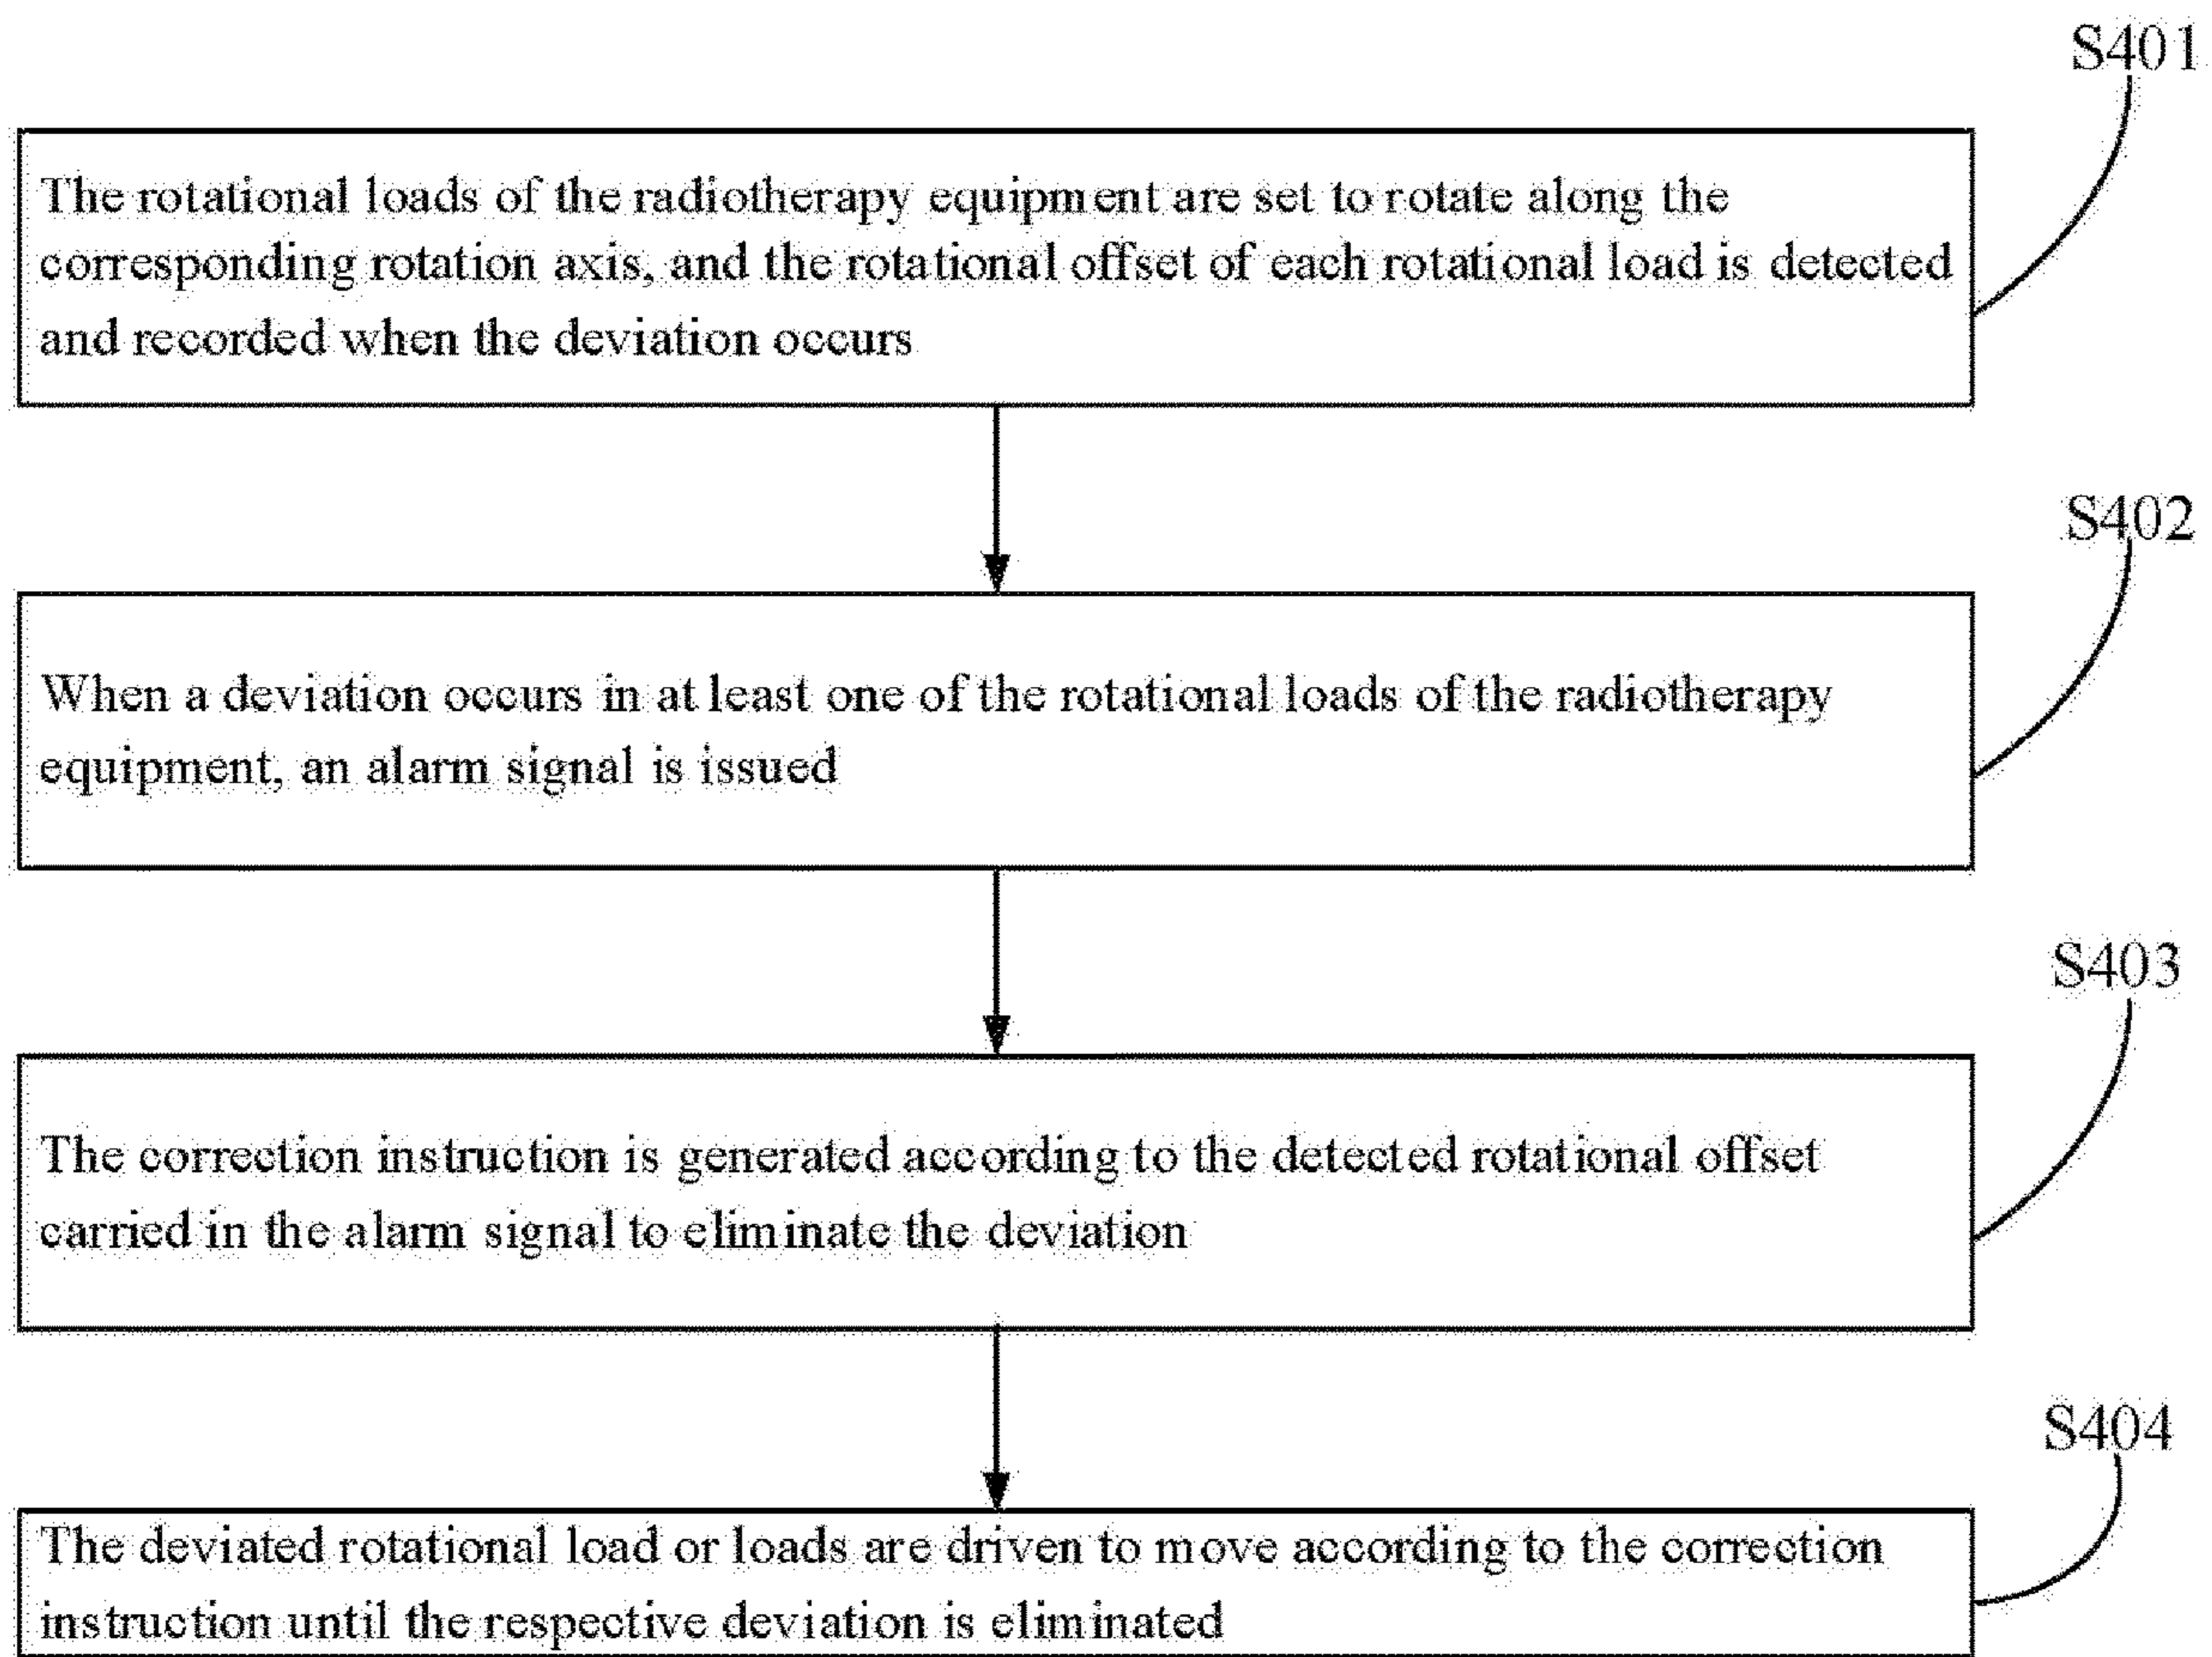 S401
The rotational loads of the radiotherapy equipment are set to rotate along the
corresponding rotation axis, and the rotational offset of each rotational load is detected
and recorded when the deviation occurs
S402
When a deviation occurs in at least one of the rotational loads of the radiotherapy
equipment, an alarm signal is issued
S403
The correction instruction is generated according to the detected rotational offset
carried in the alarm signal to eliminate the deviation
S404
The deviated rotational load or loads are driven to move according to the correction
instruction until the respective deviation is eliminated